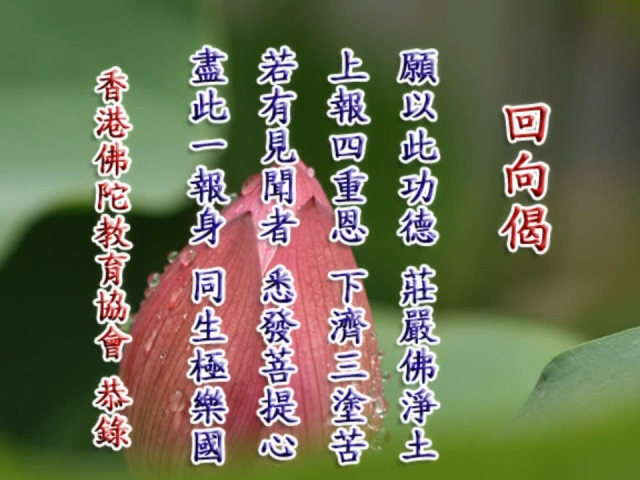 回向偈
願以此功德 莊嚴佛淨土
上報四重恩 下濟三塗苦
若有見聞者 悉發菩提心
盡此一報身 同生極樂國
香港佛陀教育協會 恭錄